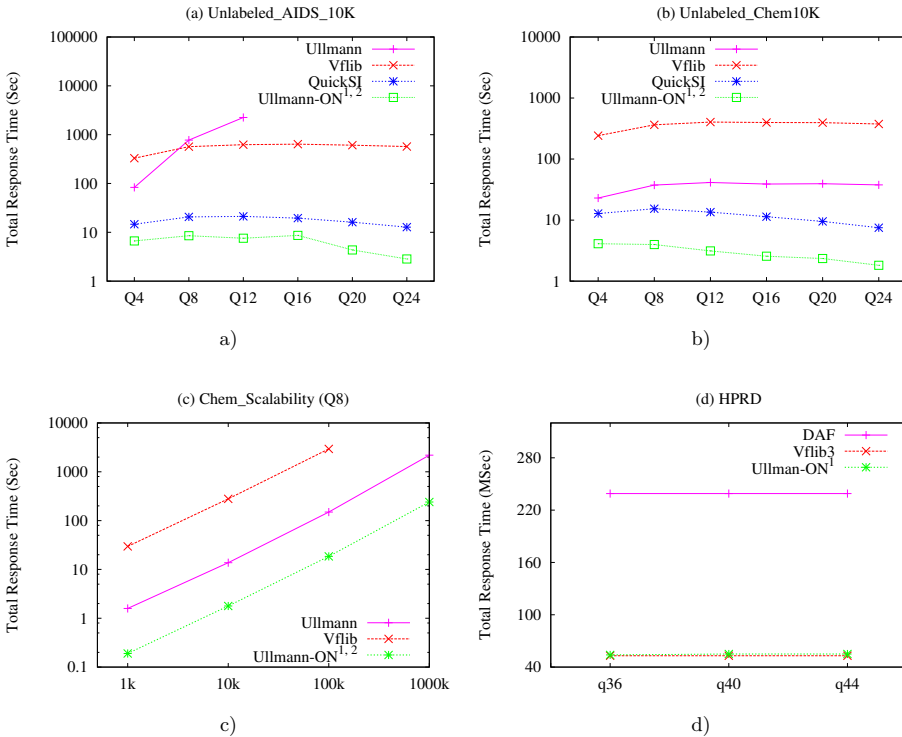 (a) Unlabeled_AIDS_10K
Total Response Time (Sec)
100000
10000
1000
100
10
1
Ullmann
Vflib
QuickSI
Ullmann-ON1, 2
Q4 Q8 Q12 Q16 Q20 Q24
a)
(b) Unlabeled_Chem10K
Total Response Time (Sec)
10000
1000
100
10
1
Ullmann
Vflib
QuickSI
Ullmann-ON1, 2
Q4 Q8 Q12 Q16 Q20 Q24
b)
(c) Chem_Scalability (Q8)
Total Response Time (Sec)
10000
1000
100
10
1
0.1
Ullmann
Vflib
Ullmann-ON1, 2
1k 10k 100k 1000k
c)
(d) HPRD
Total Response Time (MSec)
280
220
160
100
40
DAF
Vflib3
Ullman-ON1
q36 q40 q44
d)